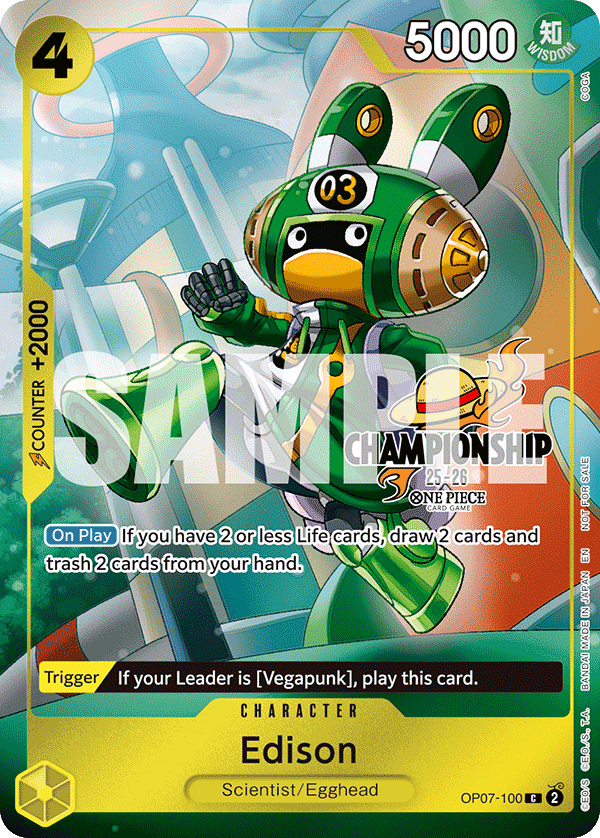 4
5000
知
WISDOM
COGA
03
COUNTER +2000
SAMPLE
CHAMPIONSHIP
25-26
ONE PIECE
CARD GAME
On Play If you have 2 or less Life cards, draw 2 cards and
trash 2 cards from your hand.
Trigger If your Leader is [Vegapunk], play this card.
CHARACTER
Edison
Scientist/Egghead
OP07-100 C 2
©EO/S ©E.O./S., T.A. BANDAI MADE IN JAPAN EN NOT FOR SALE